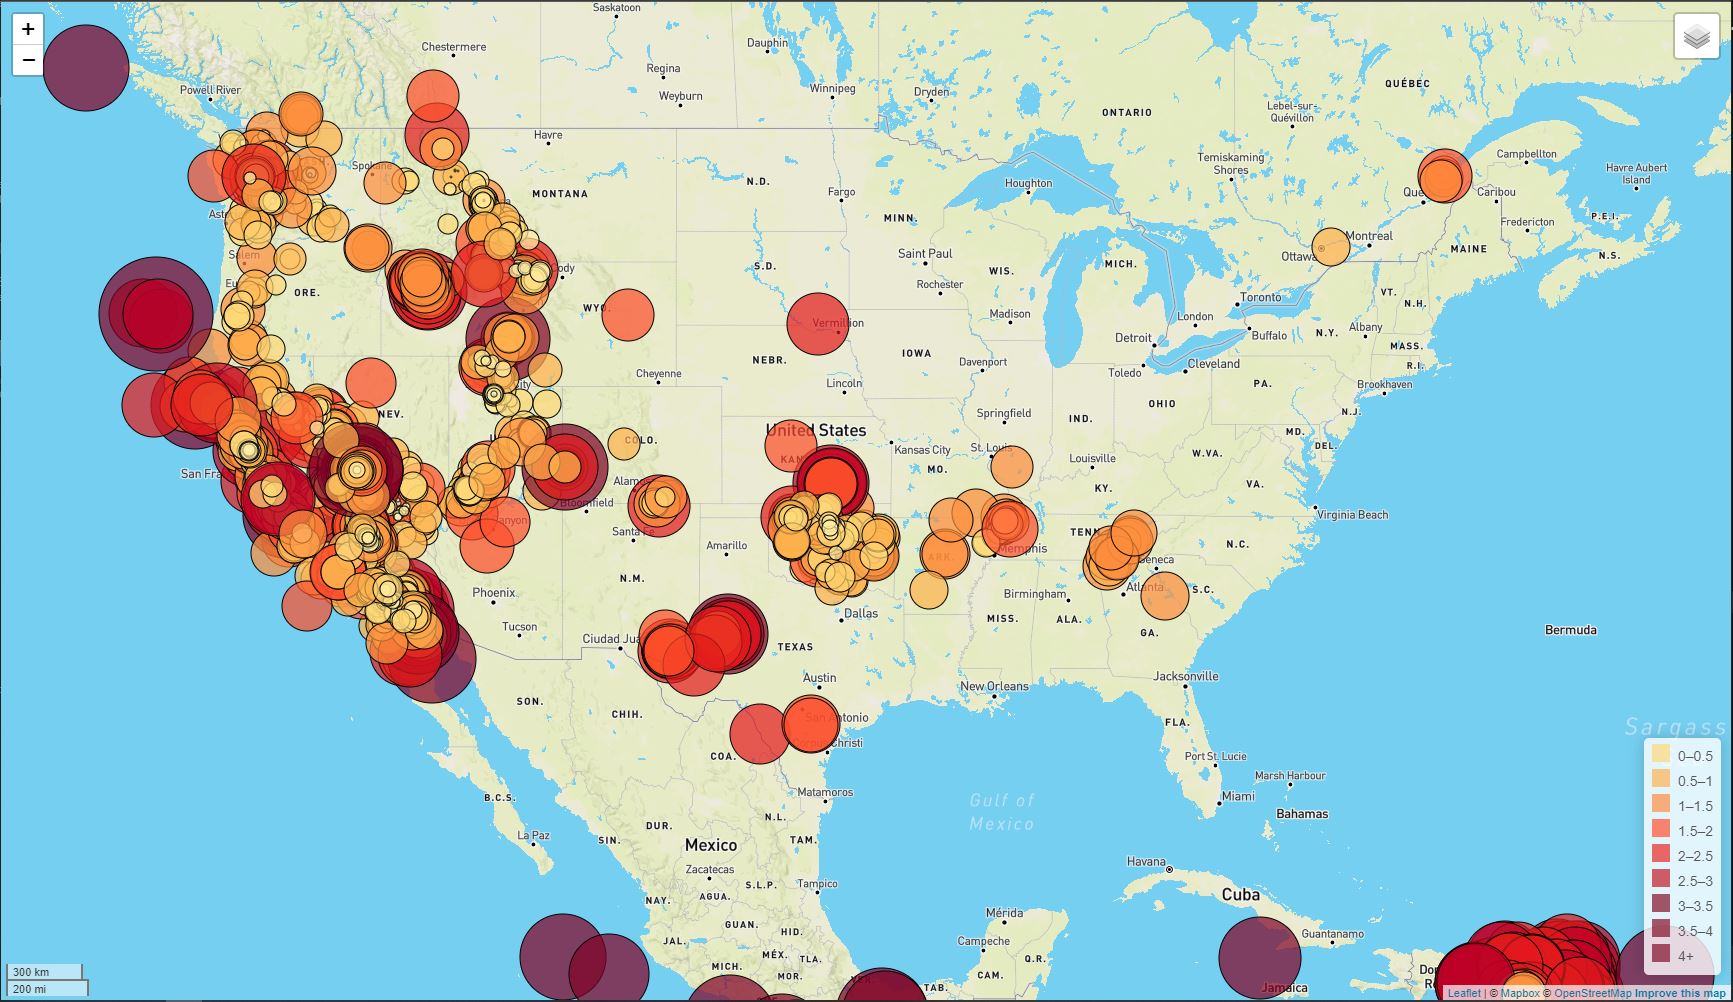 +
−
Saskatoon
Chestermere
Dauphin
QUÉBEC
Regina
Powell River
Winnipeg
Dryden
Weyburn
ONTARIO
Lebel-sur-
Quévillon
Havre
Temiskaming
Shores
Campbellton
Havre Aubert
Island
MONTANA
N.D.
Fargo
Houghton
Caribou
MINN.
Fredericton
P.E.I.
Montreal
MAINE
Salem
Saint Paul
Ottawa
N.S.
S.D.
WIS.
MICH.
ORE.
Rochester
VT.
Toronto
N.H.
WYO.
Madison
London
Vermillion
Detroit
Buffalo
N.Y.
Albany
MASS.
IOWA
NEBR.
Davenport
Cleveland
R.I.
Cheyenne
Toledo
Lincoln
PA.
Brookhaven
OHIO
N.J.
NEV.
Springfield
IND.
United States
MD.
COLO.
Kansas City
St. Louis
DEL.
W.VA.
Louisville
MO.
San Fra
VA.
KY.
Bloomfield
Virginia Beach
Santa Fe
TENN.
Amarillo
Memphis
N.C.
ARK.
Seneca
N.M.
Atlanta
S.C.
Phoenix
Birmingham
Dallas
MISS.
ALA.
Tucson
GA.
Bermuda
Ciudad Jua
TEXAS
Austin
New Orleans
Jacksonville
SON.
CHIH.
San Antonio
FLA.
Sargass
COA.
Port St. Lucie
Marsh Harbour
B.C.S.
Matamoros
Gulf of
Mexico
Miami
Bahamas
N.L.
DUR.
La Paz
SIN.
Mexico
TAM.
Havana
Zacatecas
S.L.P.
Tampico
NAY.
AGUA.
Cuba
Mérida
GUAN.
HID.
Guantanamo
JAL.
Campeche
MÉX.
TLA.
Q.R.
MICH.
MOR.
CAM.
VER.
TAB.
Jamaica
0–0.5
0.5–1
1–1.5
1.5–2
2–2.5
2.5–3
3–3.5
3.5–4
4+
300 km
200 mi
Leaflet | © Mapbox © OpenStreetMap Improve this map